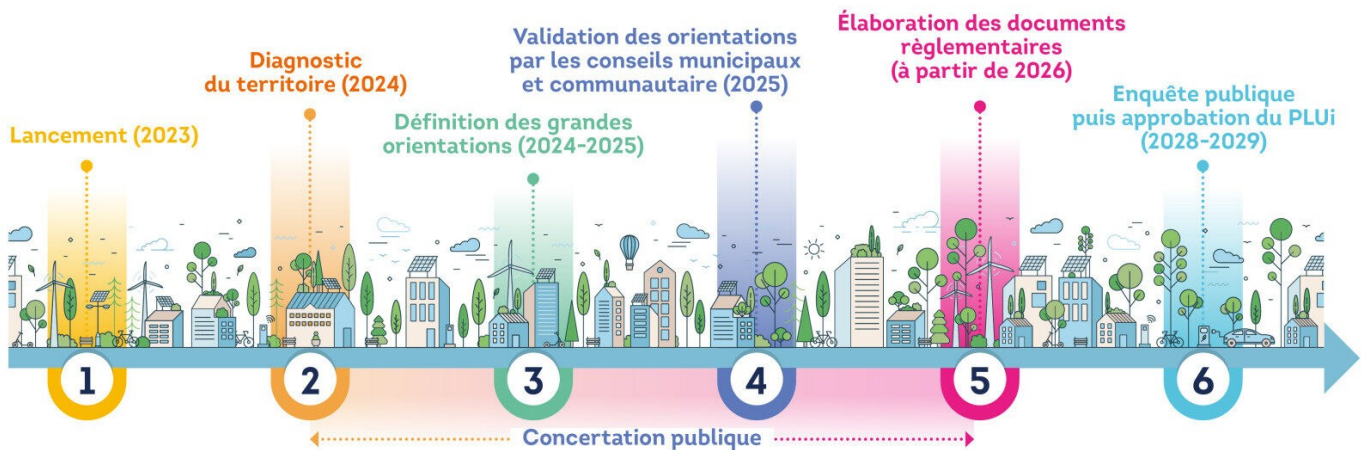 Lancement (2023)
Diagnostic
du territoire (2024)
Définition des grandes
orientations (2024-2025)
Validation des orientations
par les conseils municipaux
et communautaire (2025)
Élaboration des documents
règlementaires
(à partir de 2026)
Enquête publique
puis approbation du PLUi
(2028-2029)
1
2
3
4
5
6
Concertation publique